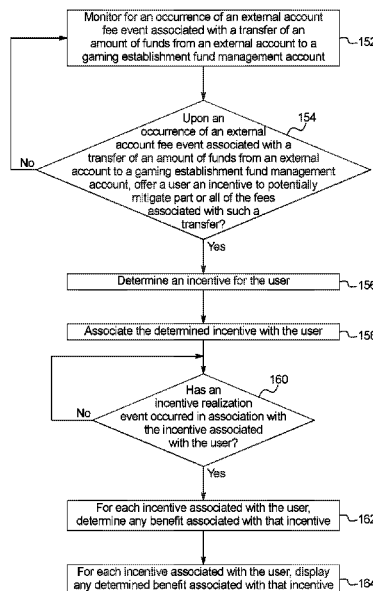 Monitor for an occurrence of an external account
fee event associated with a transfer of an
amount of funds from an external account to a
gaming establishment fund management account
152
154
Upon an
occurrence of an external
account fee event associated with a
transfer of an amount of funds from an external
account to a gaming establishment fund management
account, offer a user an incentive to potentially
mitigate part or all of the fees
associated with such a
transfer?
No
Yes
Determine an incentive for the user
156
Associate the determined incentive with the user
158
160
Has an
incentive realization
event occurred in association with
the incentive associated
with the user?
No
Yes
For each incentive associated with the user,
determine any benefit associated with that incentive
162
For each incentive associated with the user, display
any determined benefit associated with that incentive
164